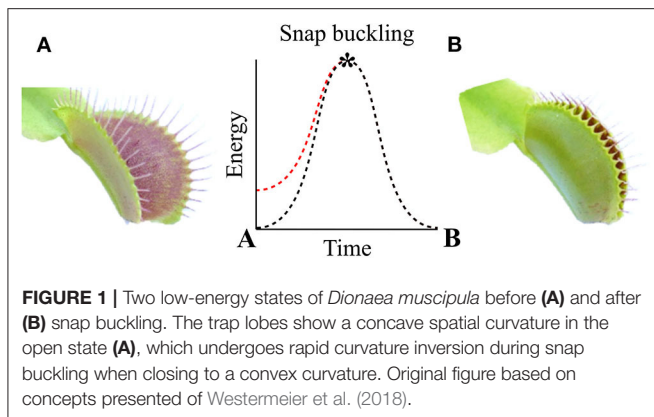 A
Snap buckling
B
*
Energy
A
Time
B
FIGURE 1 | Two low-energy states of Dionaea muscipula before (A) and after
(B) snap buckling. The trap lobes show a concave spatial curvature in the
open state (A), which undergoes rapid curvature inversion during snap
buckling when closing to a convex curvature. Original figure based on
concepts presented of Westermeier et al. (2018).